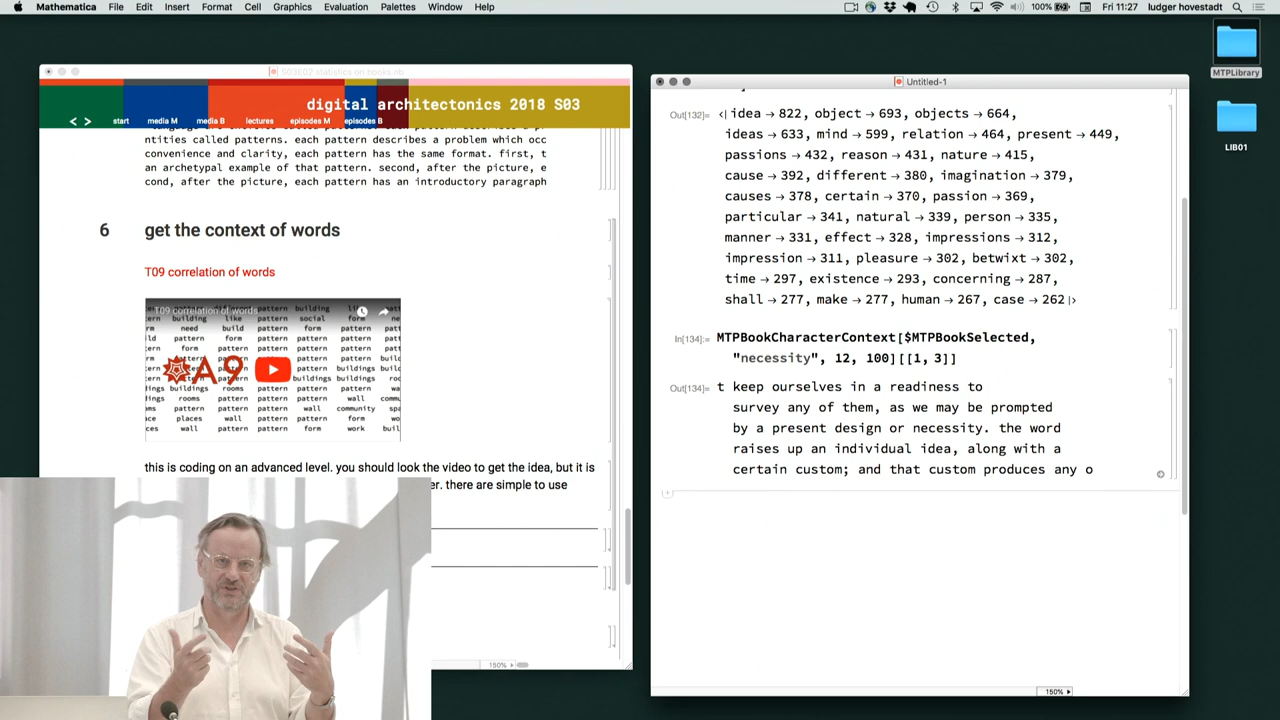 Mathematica File Edit Insert Format Cell Graphics Evaluation Palettes Window Help 100% Fri 11:27 ludger hovestadt
S03E02 statistics on books.nb
digital architectonics 2018 S03
< > start media M media B lectures episodes M episodes B
ntities called patterns. each pattern describes a problem which occ
convenience and clarity, each pattern has the same format. first, t
an archetypal example of that pattern. second, after the picture, e
cond, after the picture, each pattern has an introductory paragraph
6 get the context of words
T09 correlation of words
T09 correlation of words
A9
this is coding on an advanced level. you should look the video to get the idea, but it is
er. there are simple to use
150%
Untitled-1
Out[132]= <| idea → 822, object → 693, objects → 664,
ideas → 633, mind → 599, relation → 464, present → 449,
passions → 432, reason → 431, nature → 415,
cause → 392, different → 380, imagination → 379,
causes → 378, certain → 370, passion → 369,
particular → 341, natural → 339, person → 335,
manner → 331, effect → 328, impressions → 312,
impression → 311, pleasure → 302, betwixt → 302,
time → 297, existence → 293, concerning → 287,
shall → 277, make → 277, human → 267, case → 262 |>
In[134]:= MTPBookCharacterContext[$MTPBookSelected,
"necessity", 12, 100][[1, 3]]
Out[134]= t keep ourselves in a readiness to
survey any of them, as we may be prompted
by a present design or necessity. the word
raises up an individual idea, along with a
certain custom; and that custom produces any o
150%
MTPLibrary
LIB01